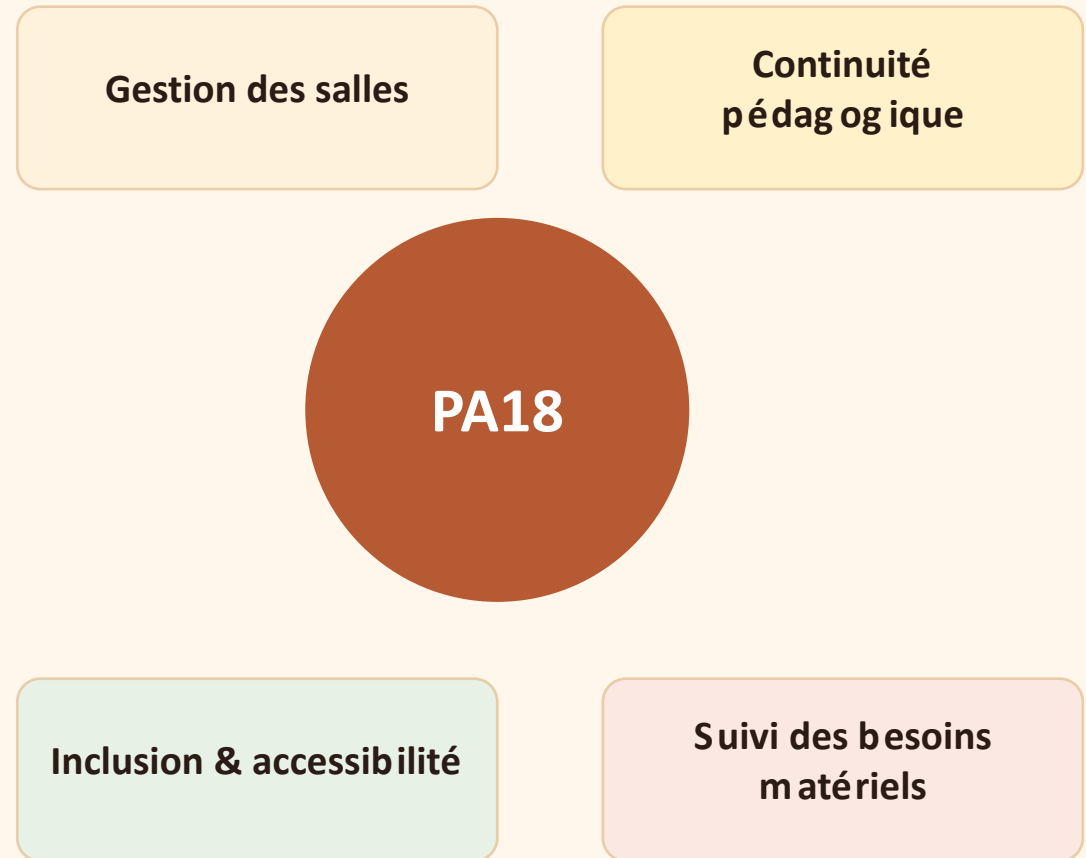 Gestion des salles
Continuité
pédagogique
PA18
Inclusion & accessibilité
Suivi des besoins
matériels